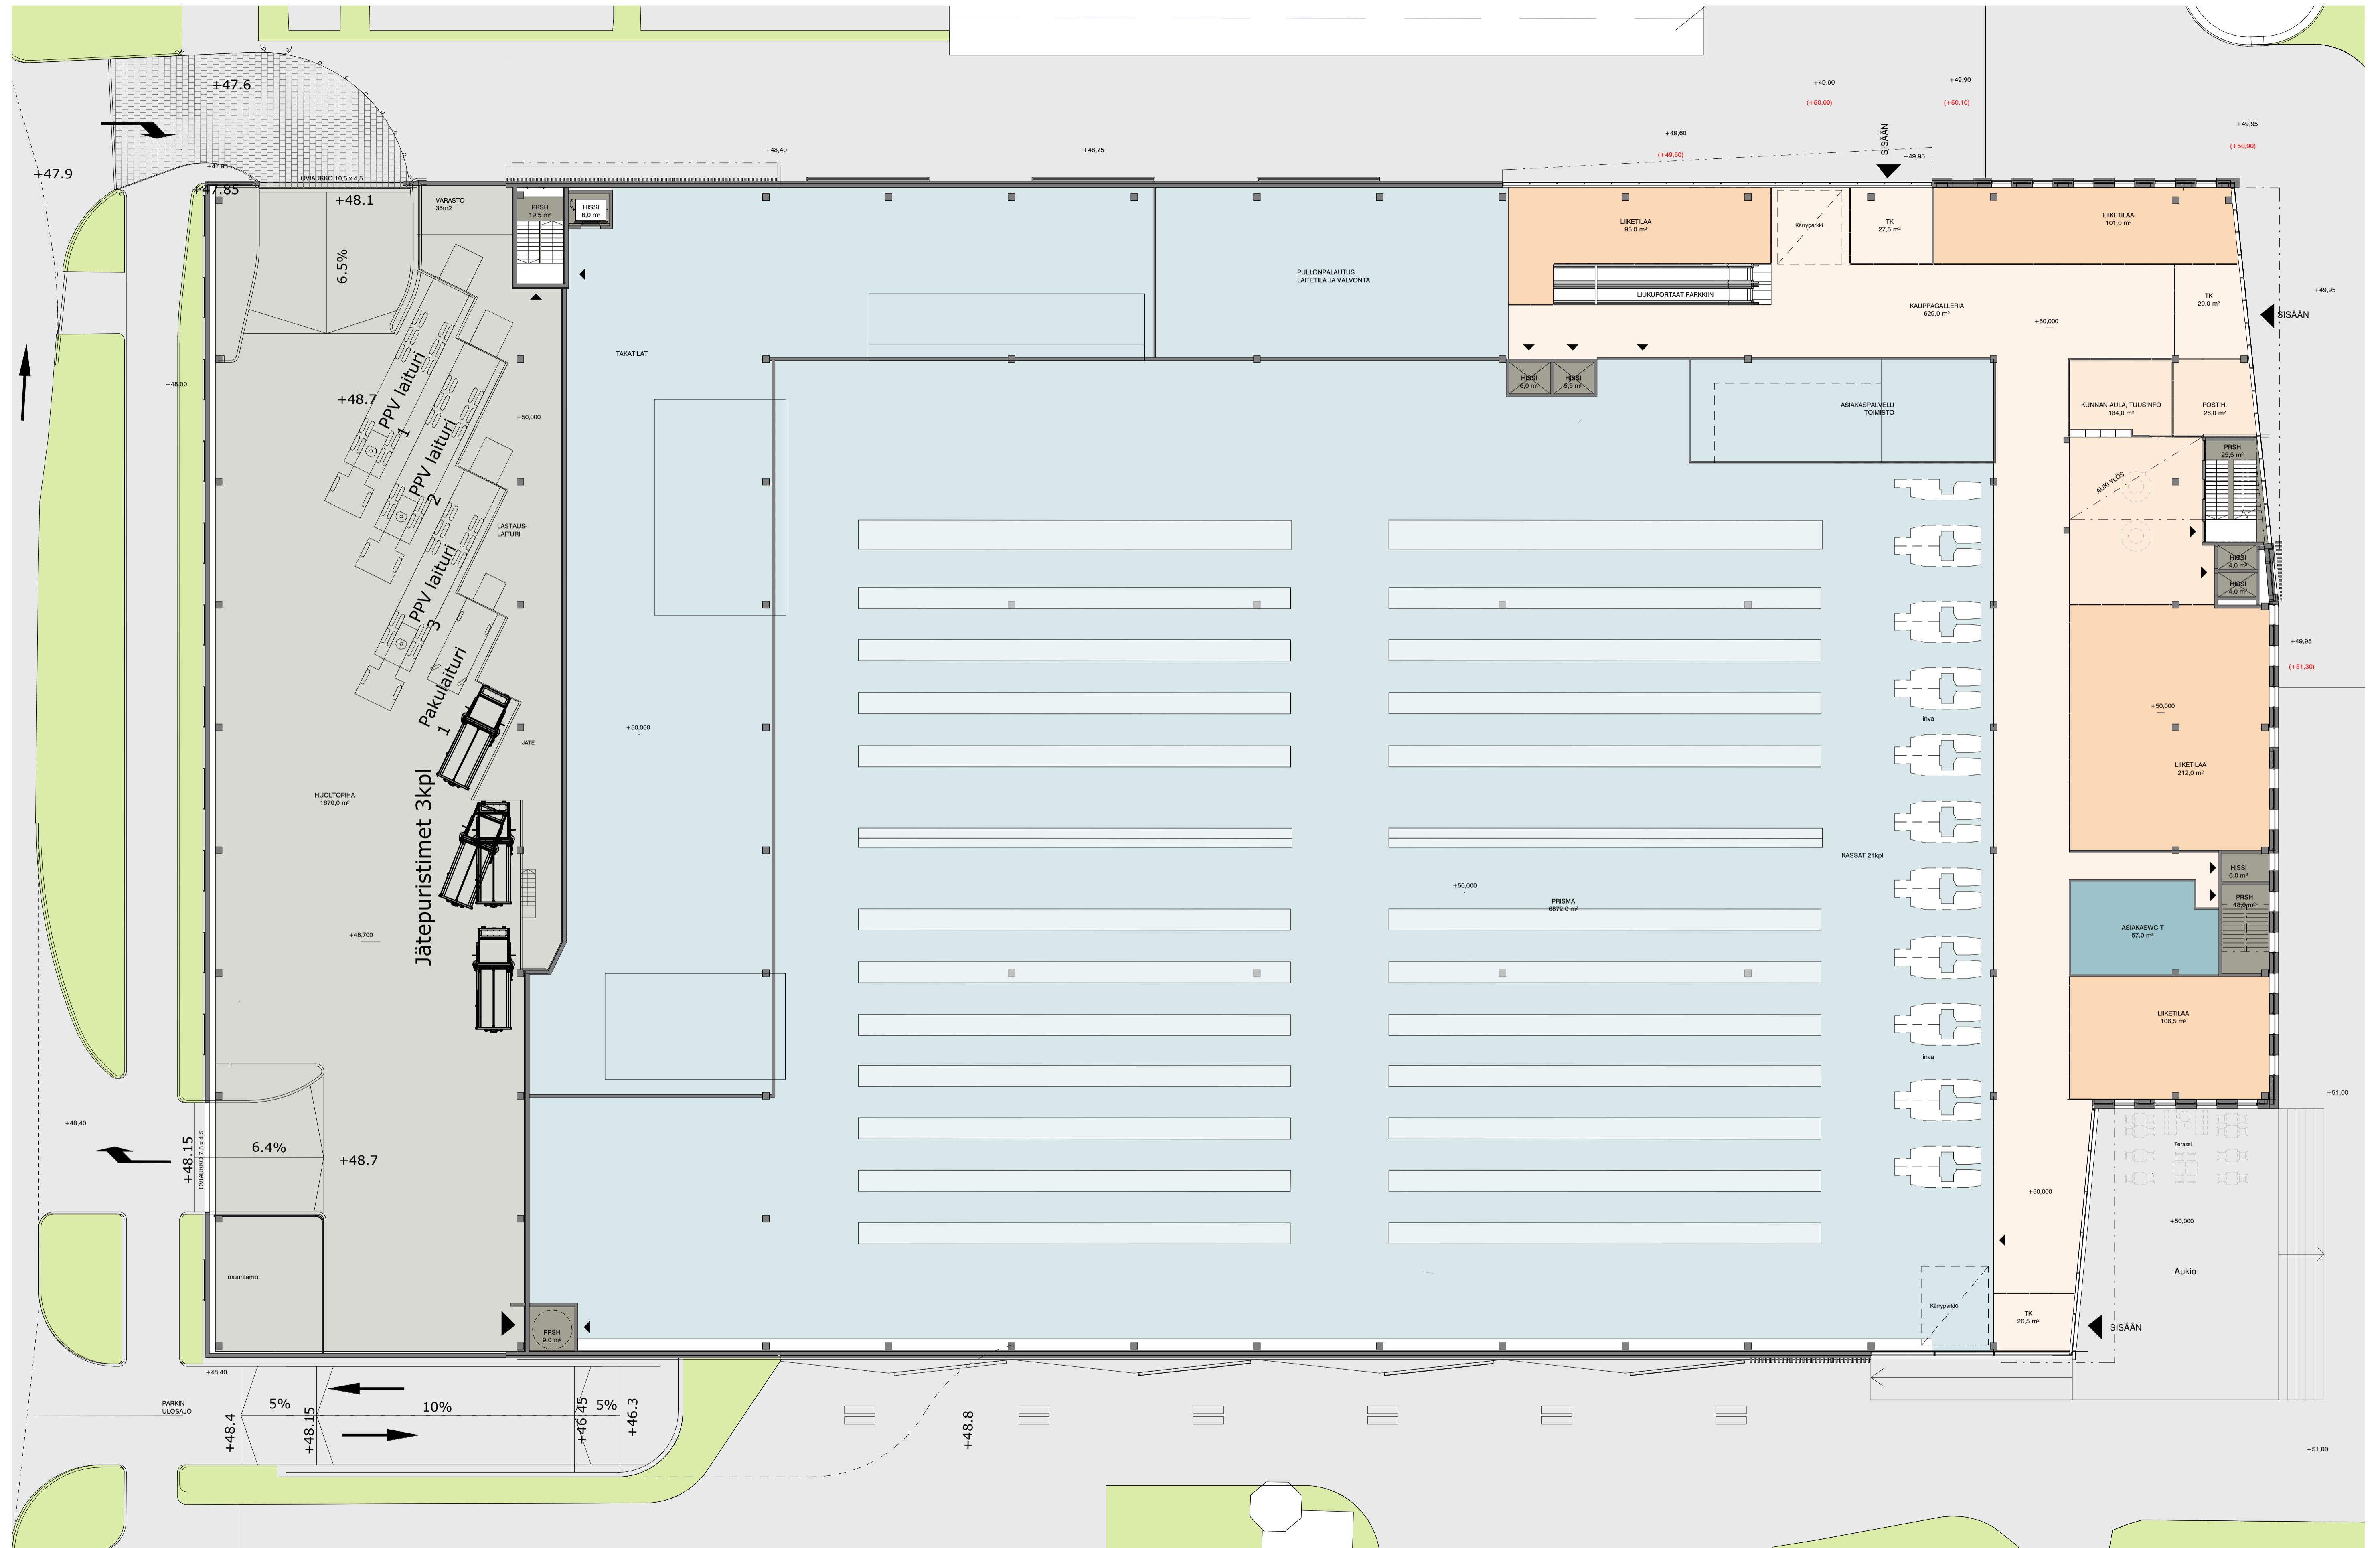 +47.6
+49,90
+49,90
(+50,00)
(+50,10)
+49,95
(+50,90)
+49,60
(+49,50)
SISÄÄN
+49,95
+48,40
+48,75
+47.9
+47,95
OVIAUKKO 10,5 x 4,5
+47.85
+48.1
VARASTO
35m2
PRSH
19,5 m²
HISSI
6,0 m²
LIIKETILAA
95,0 m²
Kärryparkki
TK
27,5 m²
LIIKETILAA
101,0 m²
6.5%
PULLONPALAUTUS
LAITETILA JA VALVONTA
LIUKUPORTAAT PARKKIIN
KAUPPAGALLERIA
629,0 m²
+50,000
TK
29,0 m²
+49,95
SISÄÄN
TAKATILAT
+48,00
+48.7
PPV laituri
1
+50,000
HISSI
6,0 m²
HISSI
5,5 m²
ASIAKASPALVELU
TOIMISTO
KUNNAN AULA, TUUSINFO
134,0 m²
POSTIH.
26,0 m²
PRSH
25,5 m²
AUKI YLÖS
PPV laituri
2
LASTAUS-
LAITURI
PPV laituri
3
HISSI
4,0 m²
HISSI
4,0 m²
+49,95
(+51,30)
Pakulaituri
1
JÄTE
+50,000
inva
+50,000
LIIKETILAA
212,0 m²
HUOLTOPIHA
1670,0 m²
Jätepuristimet 3kpl
KASSAT 21kpl
+50,000
PRISMA
6872,0 m²
HISSI
6,0 m²
PRSH
18,0 m²
ASIAKASWC:T
57,0 m²
+48,700
LIIKETILAA
106,5 m²
inva
+51,00
+48,40
+48.15
OVIAUKKO 7,5 x 4,5
6.4%
+48.7
Terassi
+50,000
+50,000
Aukio
muuntamo
Kärryparkki
TK
20,5 m²
SISÄÄN
PRSH
9,0 m²
+48,40
PARKIN
ULOSAJO
5%
10%
5%
+48.4
+48.15
+46.45
+46.3
+48.8
+51,00